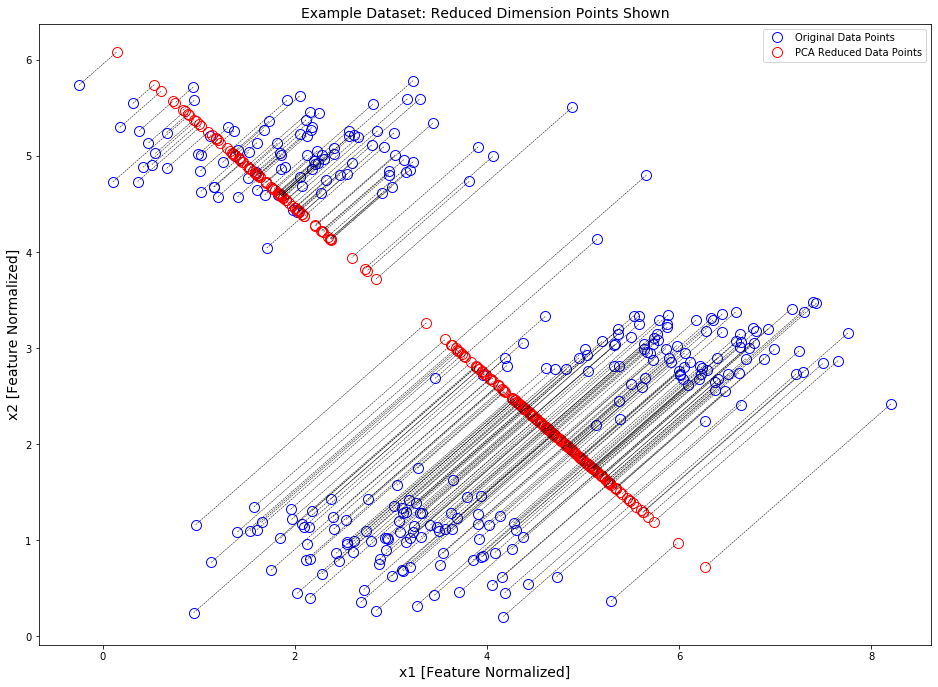 Example Dataset: Reduced Dimension Points Shown
Original Data Points
PCA Reduced Data Points
6
5
4
3
2
1
0
x2 [Feature Normalized]
0 2 4 6 8
x1 [Feature Normalized]